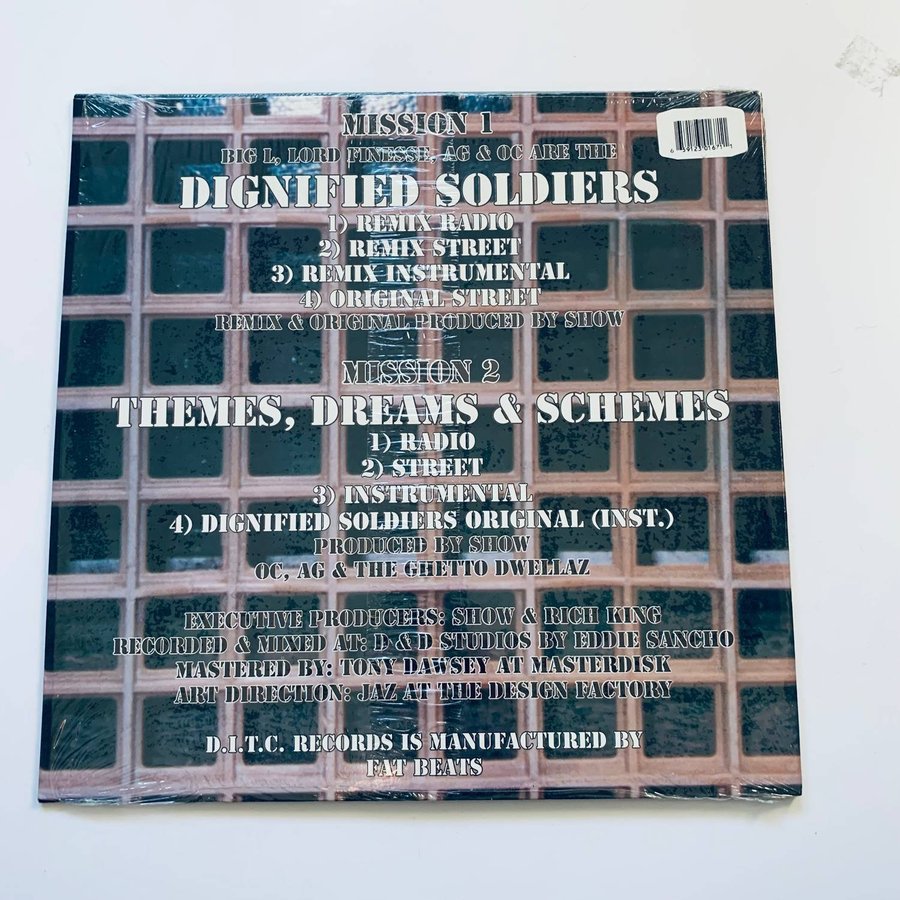 MISSION 1
BIG L, LORD FINESSE, AG & OC ARE THE
DIGNIFIED SOLDIERS
1) REMIX RADIO
2) REMIX STREET
3) REMIX INSTRUMENTAL
4) ORIGINAL STREET
REMIX & ORIGINAL PRODUCED BY SHOW
MISSION 2
THEMES, DREAMS & SCHEMES
1) RADIO
2) STREET
3) INSTRUMENTAL
4) DIGNIFIED SOLDIERS ORIGINAL (INST.)
PRODUCED BY SHOW
OC, AG & THE GHETTO DWELLAZ
EXECUTIVE PRODUCERS: SHOW & RICH KING
RECORDED & MIXED AT: D & D STUDIOS BY EDDIE SANCHO
MASTERED BY: TONY DAWSEY AT MASTERDISK
ART DIRECTION: JAZ AT THE DESIGN FACTORY
D.I.T.C. RECORDS IS MANUFACTURED BY
FAT BEATS